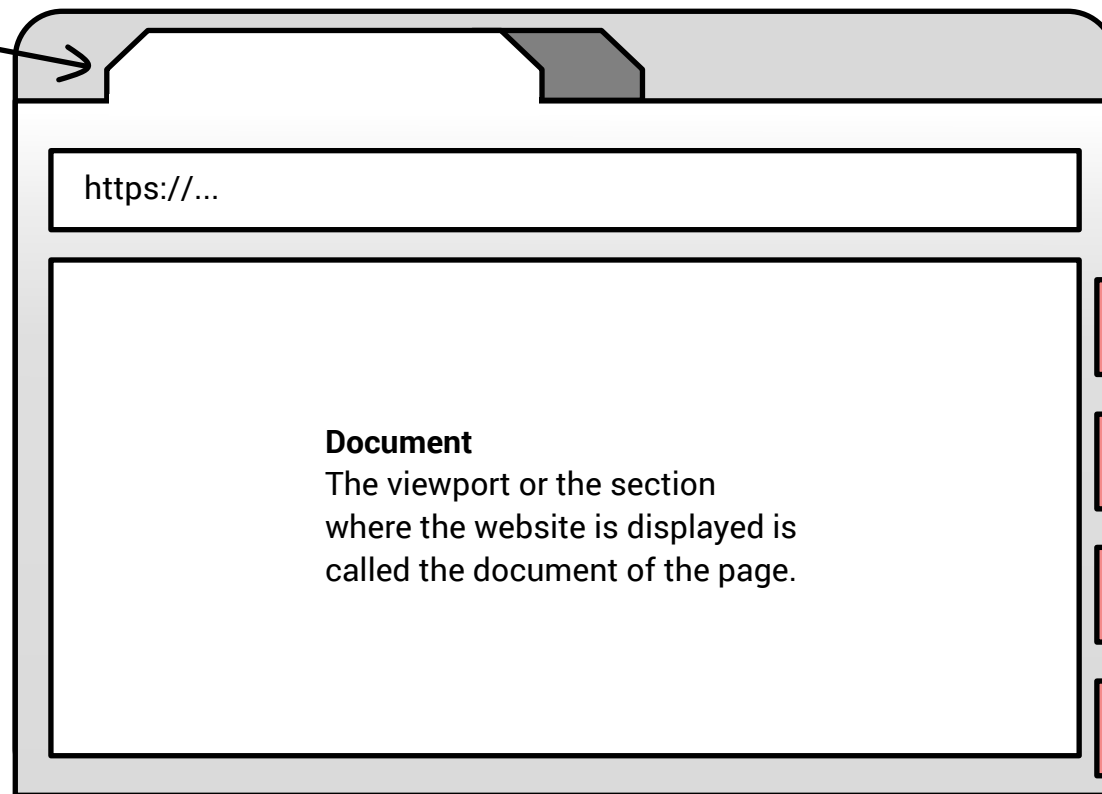 https://...
Document
The viewport or the section
where the website is displayed is
called the document of the page.